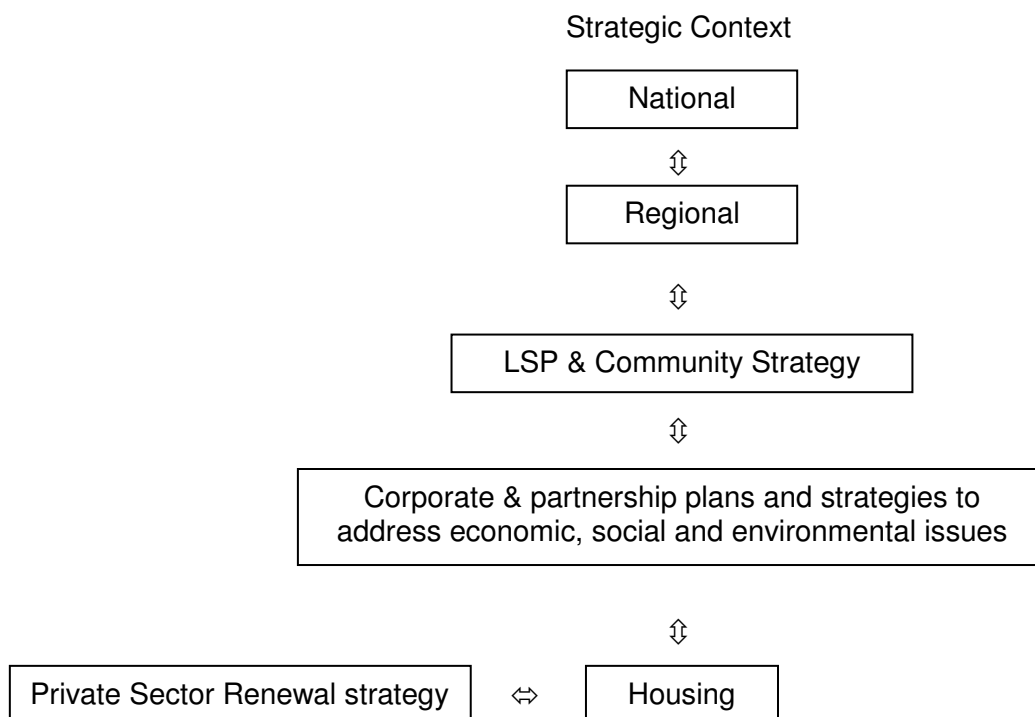 Strategic Context
National
⇕
Regional
⇕
LSP & Community Strategy
⇕
Corporate & partnership plans and strategies to
address economic, social and environmental issues
⇕
Private Sector Renewal strategy ⇔ Housing